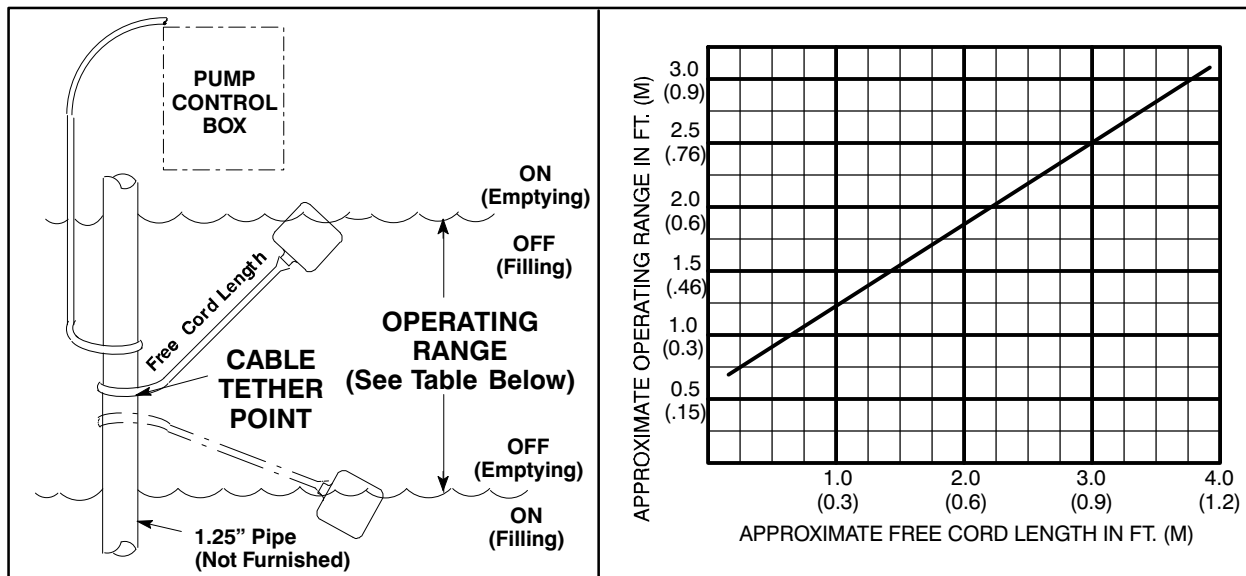 PUMP
CONTROL
BOX
ON
(Emptying)
OFF
(Filling)
Free Cord Length
OPERATING
RANGE
(See Table Below)
CABLE
TETHER
POINT
OFF
(Emptying)
ON
(Filling)
1.25” Pipe
(Not Furnished)
APPROXIMATE OPERATING RANGE IN FT. (M)
3.0
(0.9)
2.5
(.76)
2.0
(0.6)
1.5
(.46)
1.0
(0.3)
0.5
(.15)
1.0 2.0 3.0 4.0
(0.3) (0.6) (0.9) (1.2)
APPROXIMATE FREE CORD LENGTH IN FT. (M)